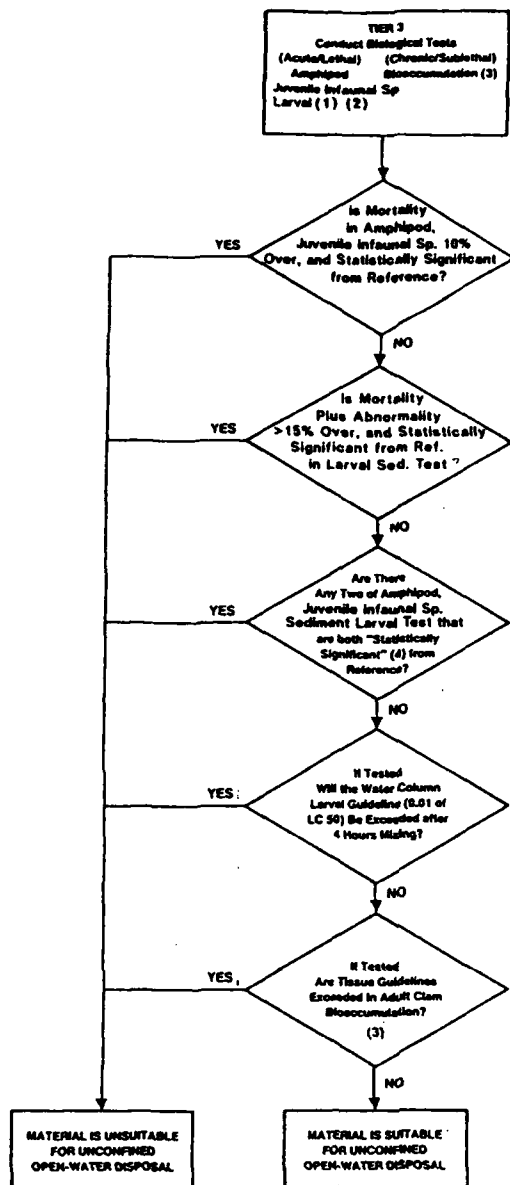 TIER 3
Conduct Biological Tests
(Acute/Lethal) (Chronic/Sublethal)
Amphipod Bioaccumulation (3)
Juvenile Infaunal Sp
Larval (1) (2)
Is Mortality
in Amphipod,
Juvenile Infaunal Sp. 10%
Over, and Statistically Significant
from Reference?
YES
NO
Is Mortality
Plus Abnormality
>15% Over, and Statistically
Significant from Ref.
in Larval Sed. Test ?
YES
NO
Are There
Any Two of Amphipod,
Juvenile Infaunal Sp.
Sediment Larval Test that
are both "Statistically
Significant" (4) from
Reference?
YES
NO
If Tested
Will the Water Column
Larval Guideline (0.01 of
LC 50) Be Exceeded after
4 Hours Mixing?
YES
NO
If Tested
Are Tissue Guidelines
Exceeded in Adult Clam
Bioaccumulation?
(3)
YES
NO
MATERIAL IS UNSUITABLE
FOR UNCONFINED
OPEN-WATER DISPOSAL
MATERIAL IS SUITABLE
FOR UNCONFINED
OPEN-WATER DISPOSAL